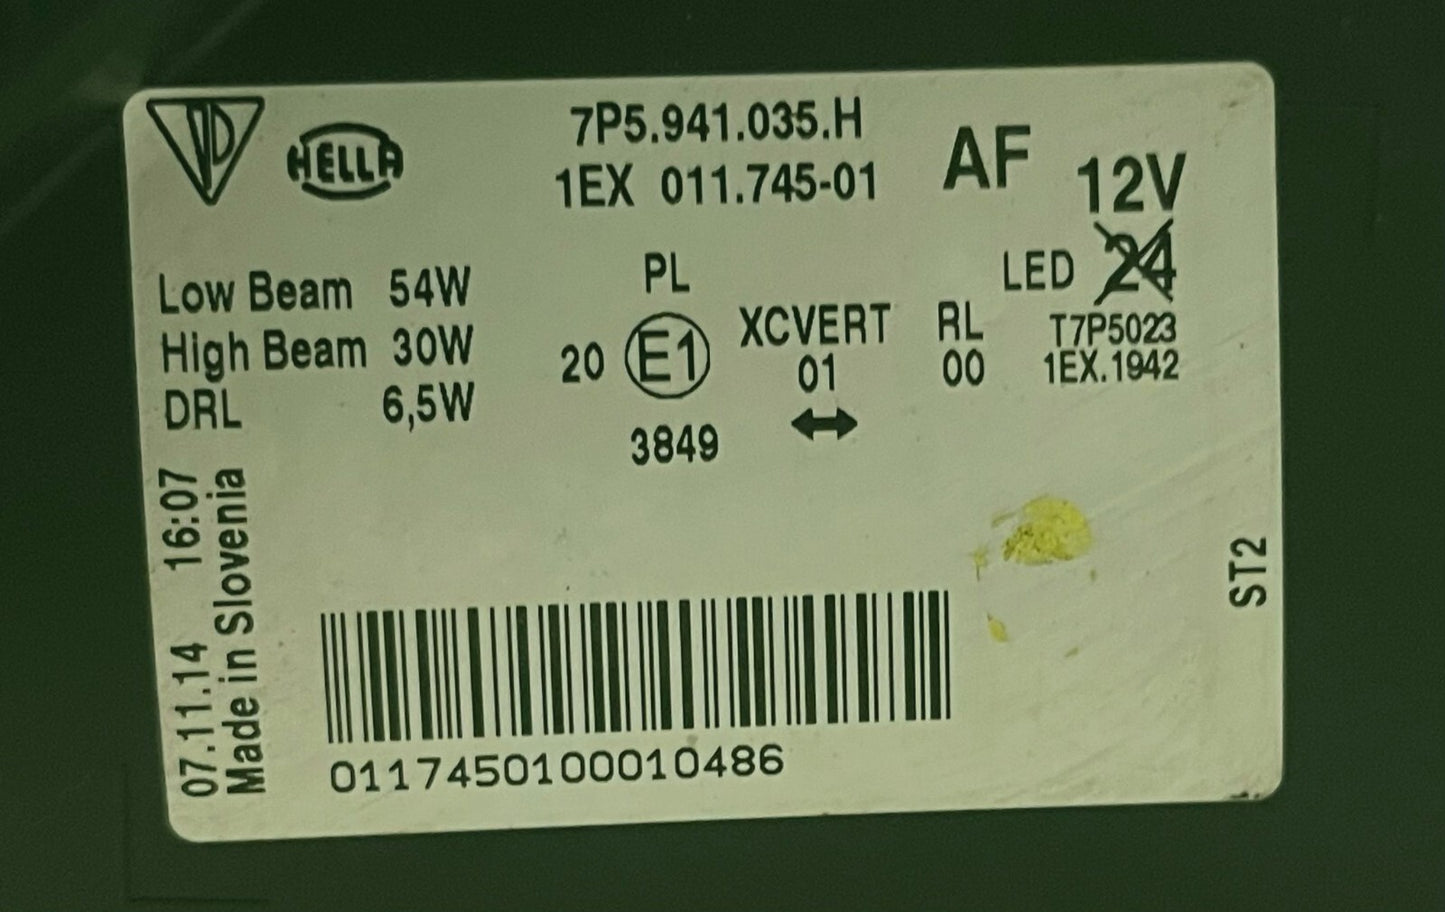 HELLA
7P5.941.035.H
1EX 011.745-01
AF
12V
Low Beam 54W
High Beam 30W
DRL 6,5W
PL
20 E1
3849
XCVERT
01
RL
00
LED 24
T7P5023
1EX.1942
07.11.14 16:07
Made in Slovenia
ST2
0117450100010486